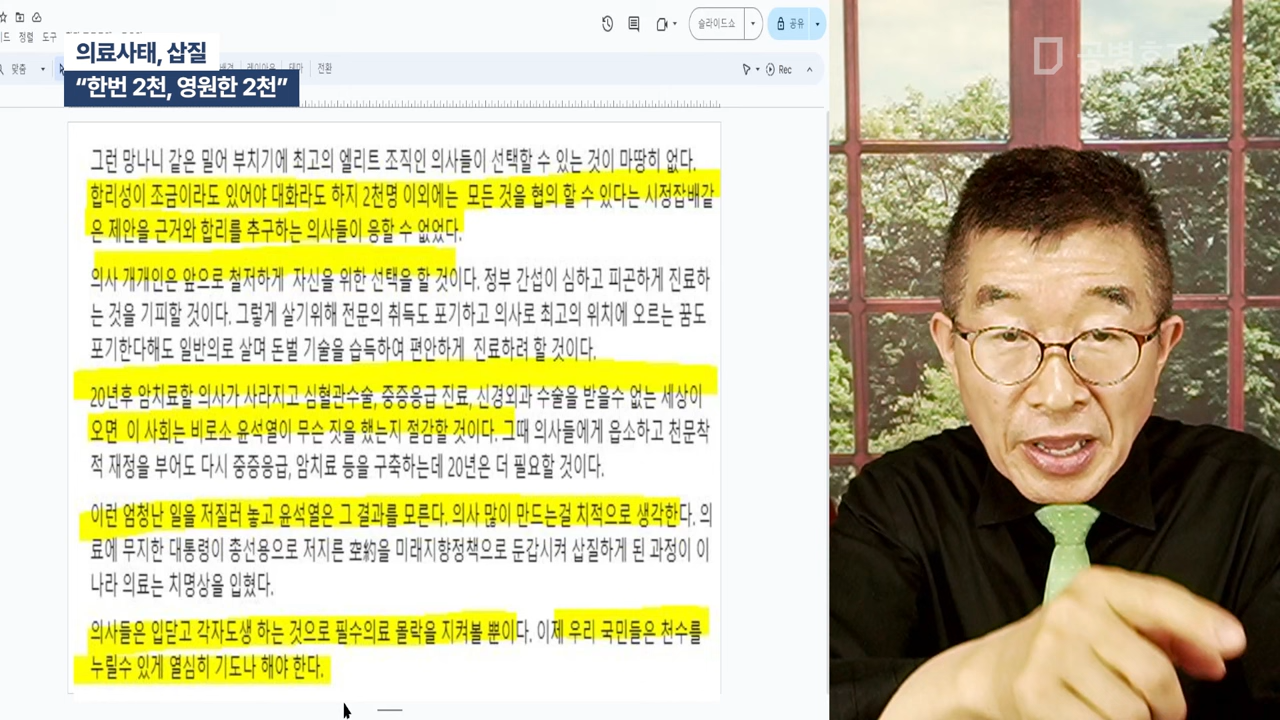 슬라이드쇼
공유
정렬 도구
의료사태, 삽질
맞춤
전환
Rec
“한번 2천, 영원한 2천”
그런 망나니 같은 밀어 부치기에 최고의 엘리트 조직인 의사들이 선택할 수 있는 것이 마땅히 없다.
합리성이 조금이라도 있어야 대화라도 하지 2천명 이외에는 모든 것을 협의 할 수 있다는 시정잡배같
은 제안을 근거와 합리를 추구하는 의사들이 응할 수 없었다.
의사 개개인은 앞으로 철저하게 자신을 위한 선택을 할 것이다. 정부 간섭이 심하고 피곤하게 진료하
는 것을 기피할 것이다. 그렇게 살기위해 전문의 취득도 포기하고 의사로 최고의 위치에 오르는 꿈도
포기한다해도 일반의로 살며 돈벌 기술을 습득하여 편안하게 진료하려 할 것이다.
20년후 암치료할 의사가 사라지고 심혈관수술, 중증응급 진료, 신경외과 수술을 받을수 없는 세상이
오면 이 사회는 비로소 윤석열이 무슨 짓을 했는지 절감할 것이다. 그때 의사들에게 읍소하고 천문학
적 재정을 부어도 다시 중증응급, 암치료 등을 구축하는데 20년은 더 필요할 것이다.
이런 엄청난 일을 저질러 놓고 윤석열은 그 결과를 모른다. 의사 많이 만드는걸 치적으로 생각한다. 의
료에 무지한 대통령이 총선용으로 저지른 空約을 미래지향정책으로 둔갑시켜 삽질하게 된 과정이 이
나라 의료는 치명상을 입혔다.
의사들은 입닫고 각자도생 하는 것으로 필수의료 몰락을 지켜볼 뿐이다. 이제 우리 국민들은 천수를
누릴수 있게 열심히 기도나 해야 한다.